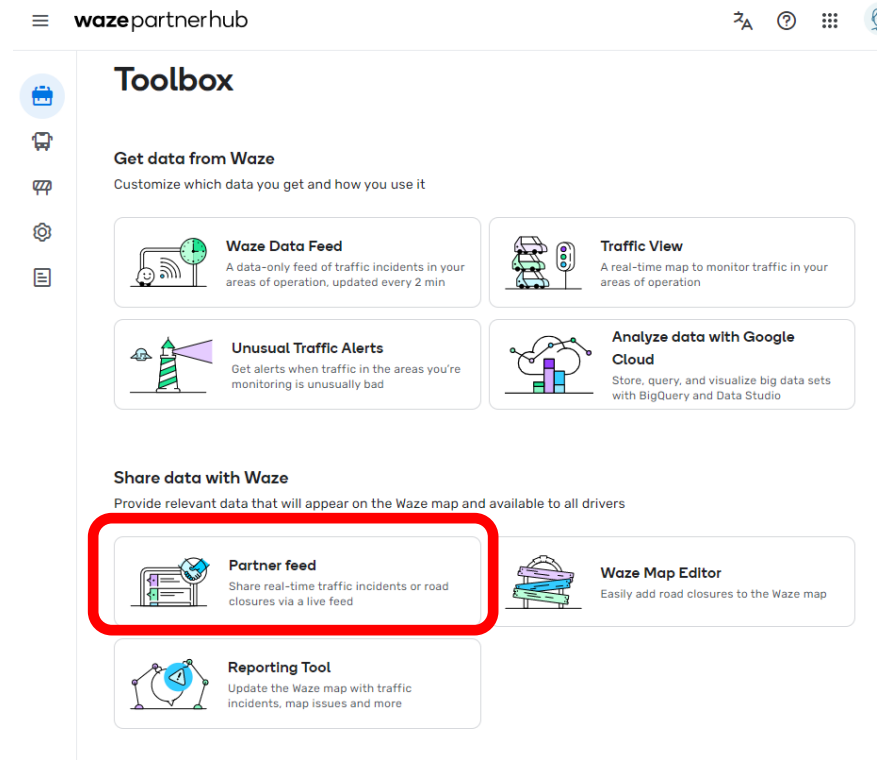 waze partnerhub
Toolbox
Get data from Waze
Customize which data you get and how you use it
Waze Data Feed
A data-only feed of traffic incidents in your
areas of operation, updated every 2 min
Traffic View
A real-time map to monitor traffic in your
areas of operation
Unusual Traffic Alerts
Get alerts when traffic in the areas you're
monitoring is unusually bad
Analyze data with Google
Cloud
Store, query, and visualize big data sets
with BigQuery and Data Studio
Share data with Waze
Provide relevant data that will appear on the Waze map and available to all drivers
Partner feed
Share real-time traffic incidents or road
closures via a live feed
Waze Map Editor
Easily add road closures to the Waze map
Reporting Tool
Update the Waze map with traffic
incidents, map issues and more